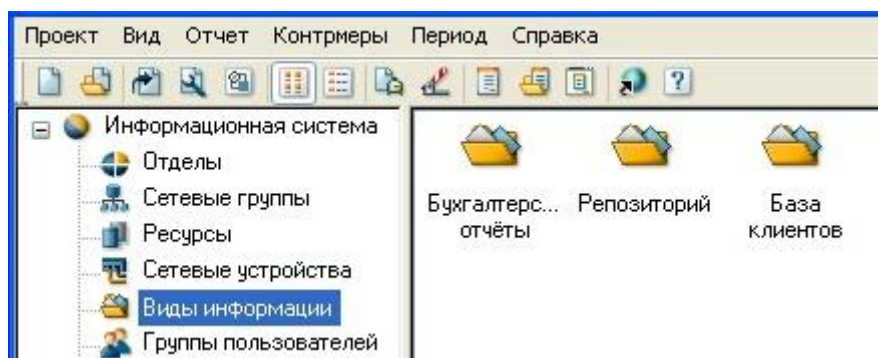 Проект Вид Отчет Контрмеры Период Справка
Информационная система
Отделы
Сетевые группы
Ресурсы
Сетевые устройства
Виды информации
Группы пользователей
Бухгалтерс... Репозиторий База
отчёты клиентов